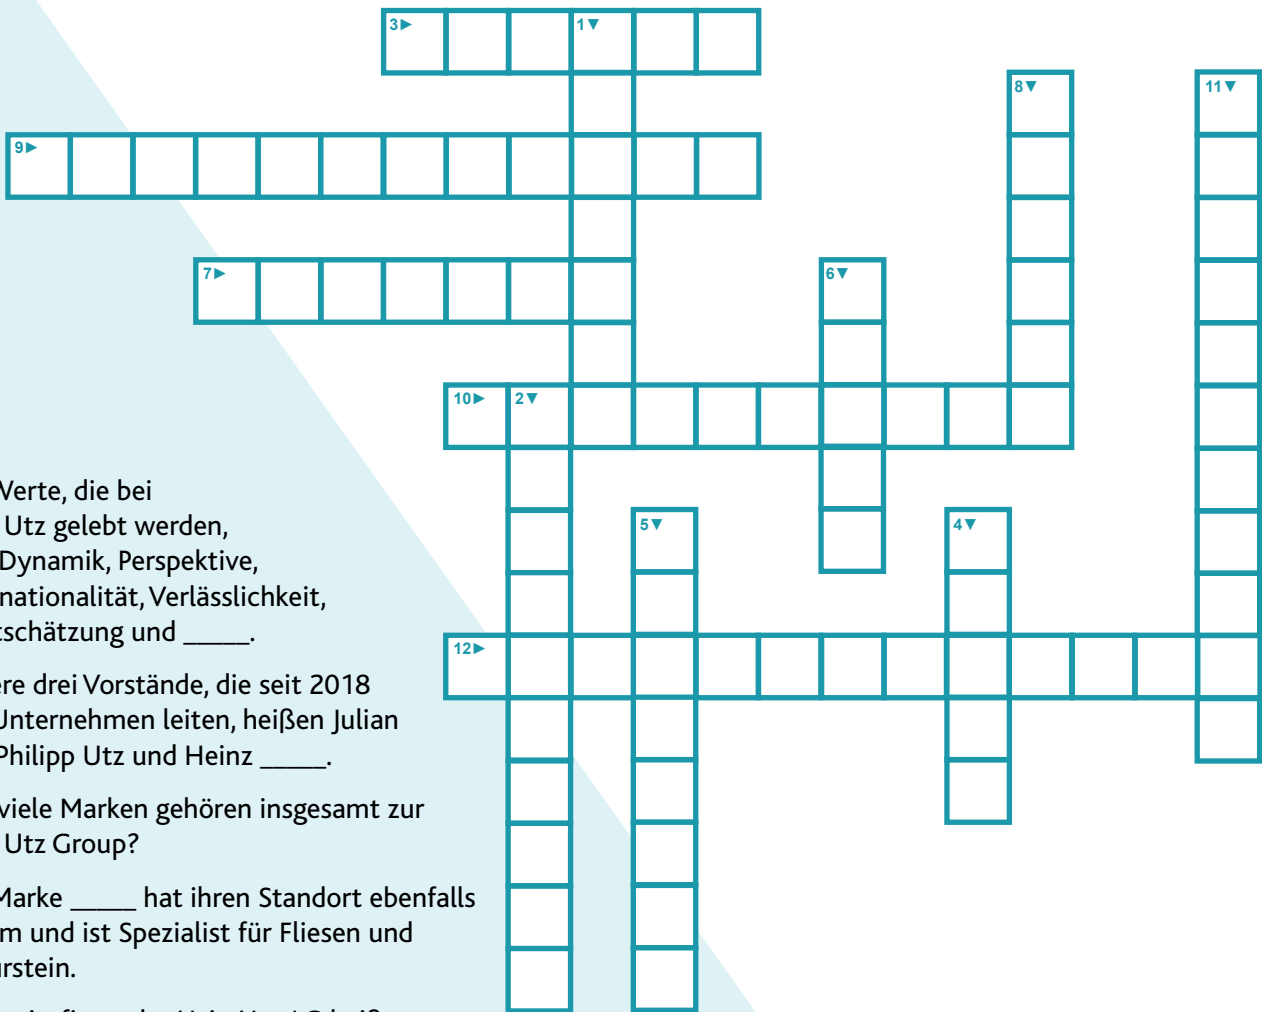 3▶ 1▼
8▼ 11▼
9▶
7▶ 6▼
10▶ 2▼
5▼ 4▼
12▶
Werte, die bei
Utz gelebt werden,
Dynamik, Perspektive,
nationalität, Verlässlichkeit,
tschätzung und _____.
ere drei Vorstände, die seit 2018
Unternehmen leiten, heißen Julian
Philipp Utz und Heinz _____.
viele Marken gehören insgesamt zur
Utz Group?
Marke _____ hat ihren Standort ebenfalls
m und ist Spezialist für Fliesen und
rstein.